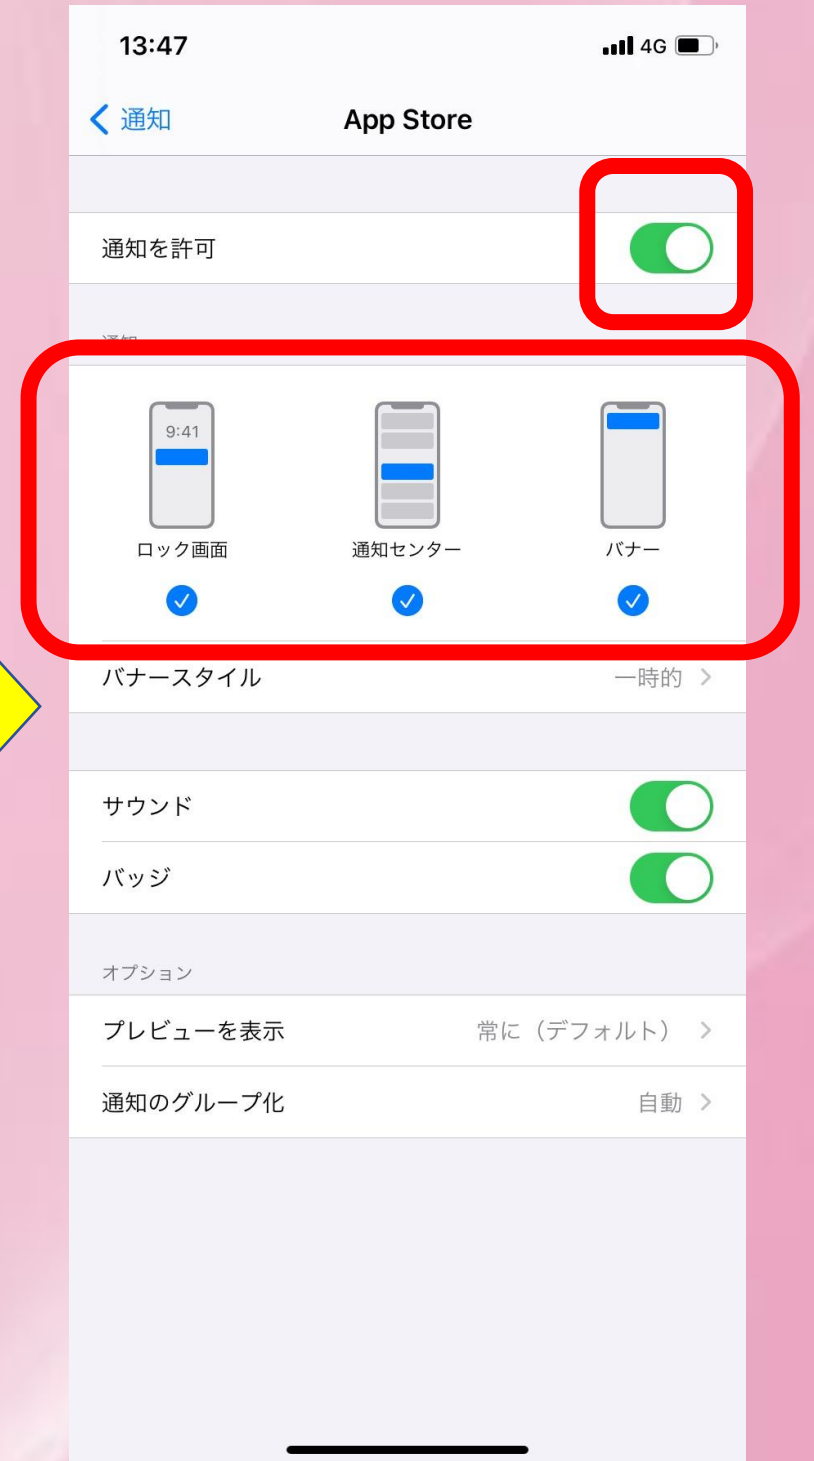 13:47 4G
通知 App Store
通知を許可
通知
9:41
ロック画面 通知センター バナー
バナースタイル 一時的
サウンド
バッジ
オプション
プレビューを表示 常に（デフォルト）
通知のグループ化 自動